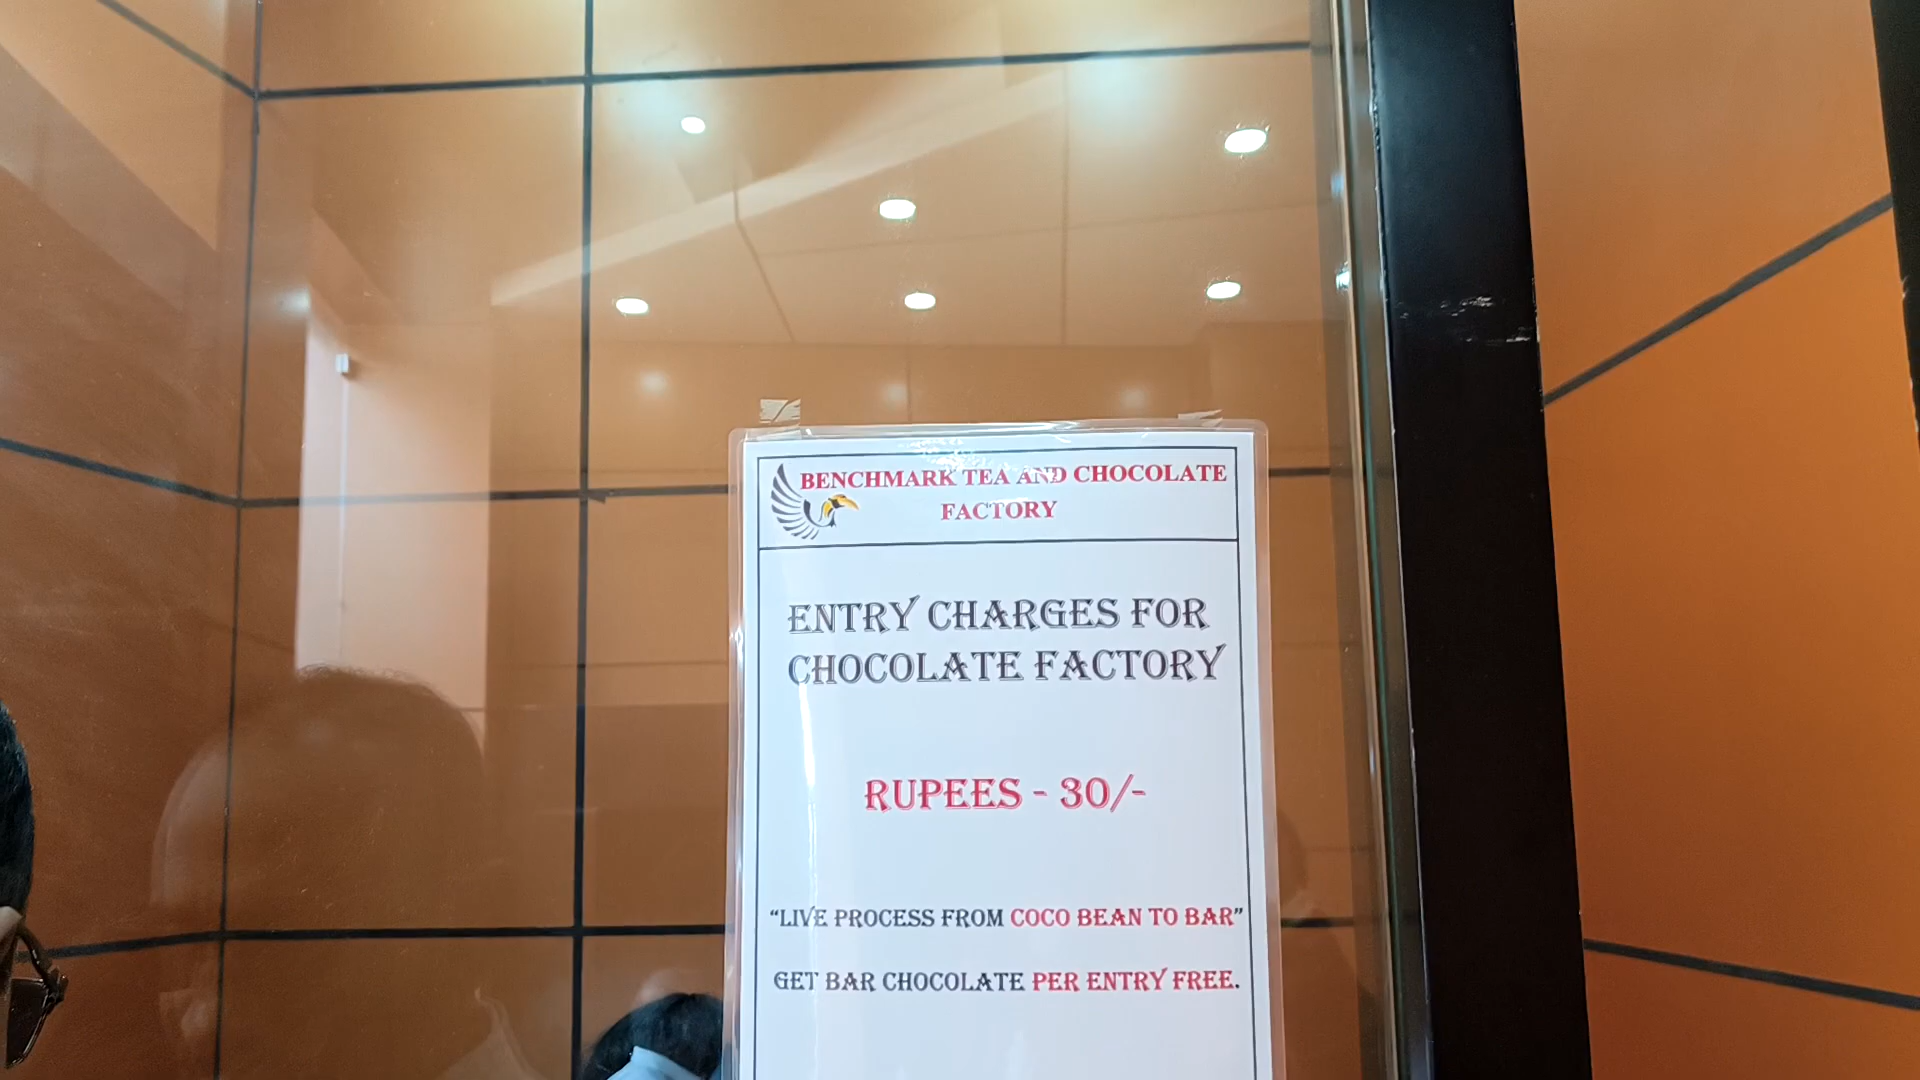 BENCHMARK TEA AND CHOCOLATE
FACTORY
ENTRY CHARGES FOR
CHOCOLATE FACTORY
RUPEES - 30/-
“LIVE PROCESS FROM COCO BEAN TO BAR”
GET BAR CHOCOLATE PER ENTRY FREE.